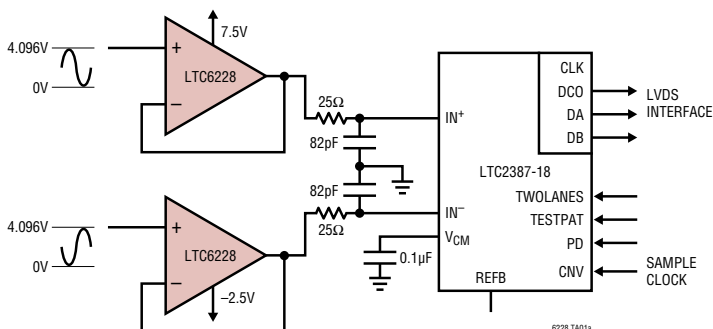 4.096V
0V
+
–
LTC6228
7.5V
25Ω
82pF
82pF
25Ω
4.096V
0V
+
–
LTC6228
–2.5V
IN+
IN–
VCM
0.1µF
LTC2387-18
REFB
CLK
DCO
DA
DB
TWOLANES
TESTPAT
PD
CNV
LVDS
INTERFACE
SAMPLE
CLOCK
6228 TA01a